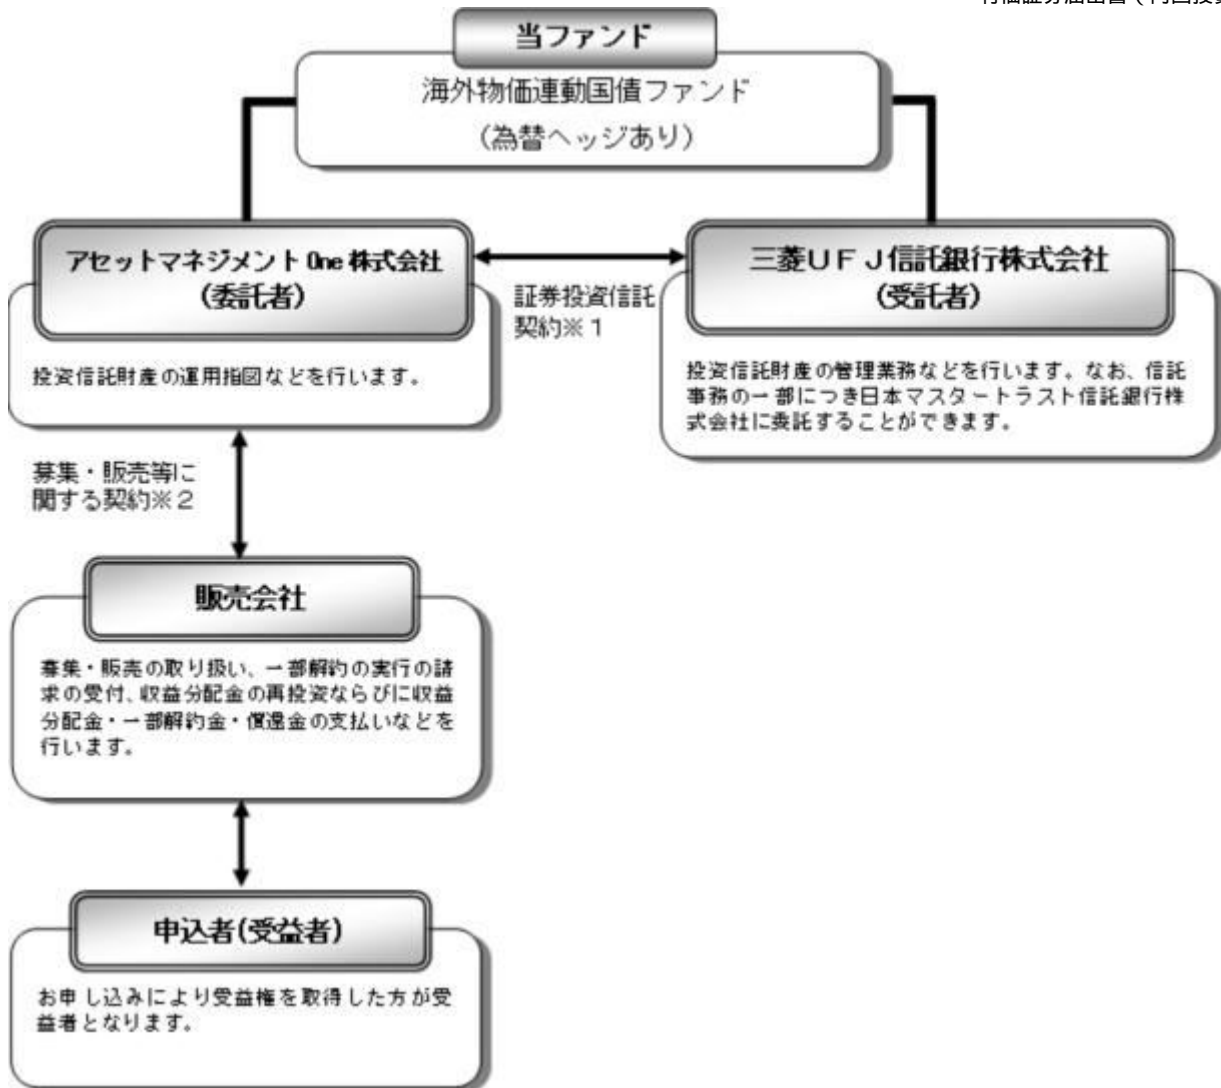 当ファンド
海外物価連動国債ファンド
(為替ヘッジあり)
アセットマネジメント One 株式会社
(委託者)
投資信託財産の運用指図などを行います。
証券投資信託
契約※1
三菱UFJ信託銀行株式会社
(受託者)
投資信託財産の管理業務などを行います。なお、信託
事務の一部につき日本マスタートラスト信託銀行株
式会社に委託することができます。
募集・販売等に
関する契約※2
販売会社
募集・販売の取り扱い、一部解約の実行の請
求の受付、収益分配金の再投資ならびに収益
分配金・一部解約金・償還金の支払いなどを
行います。
申込者(受益者)
お申し込みにより受益権を取得した方が受
益者となります。